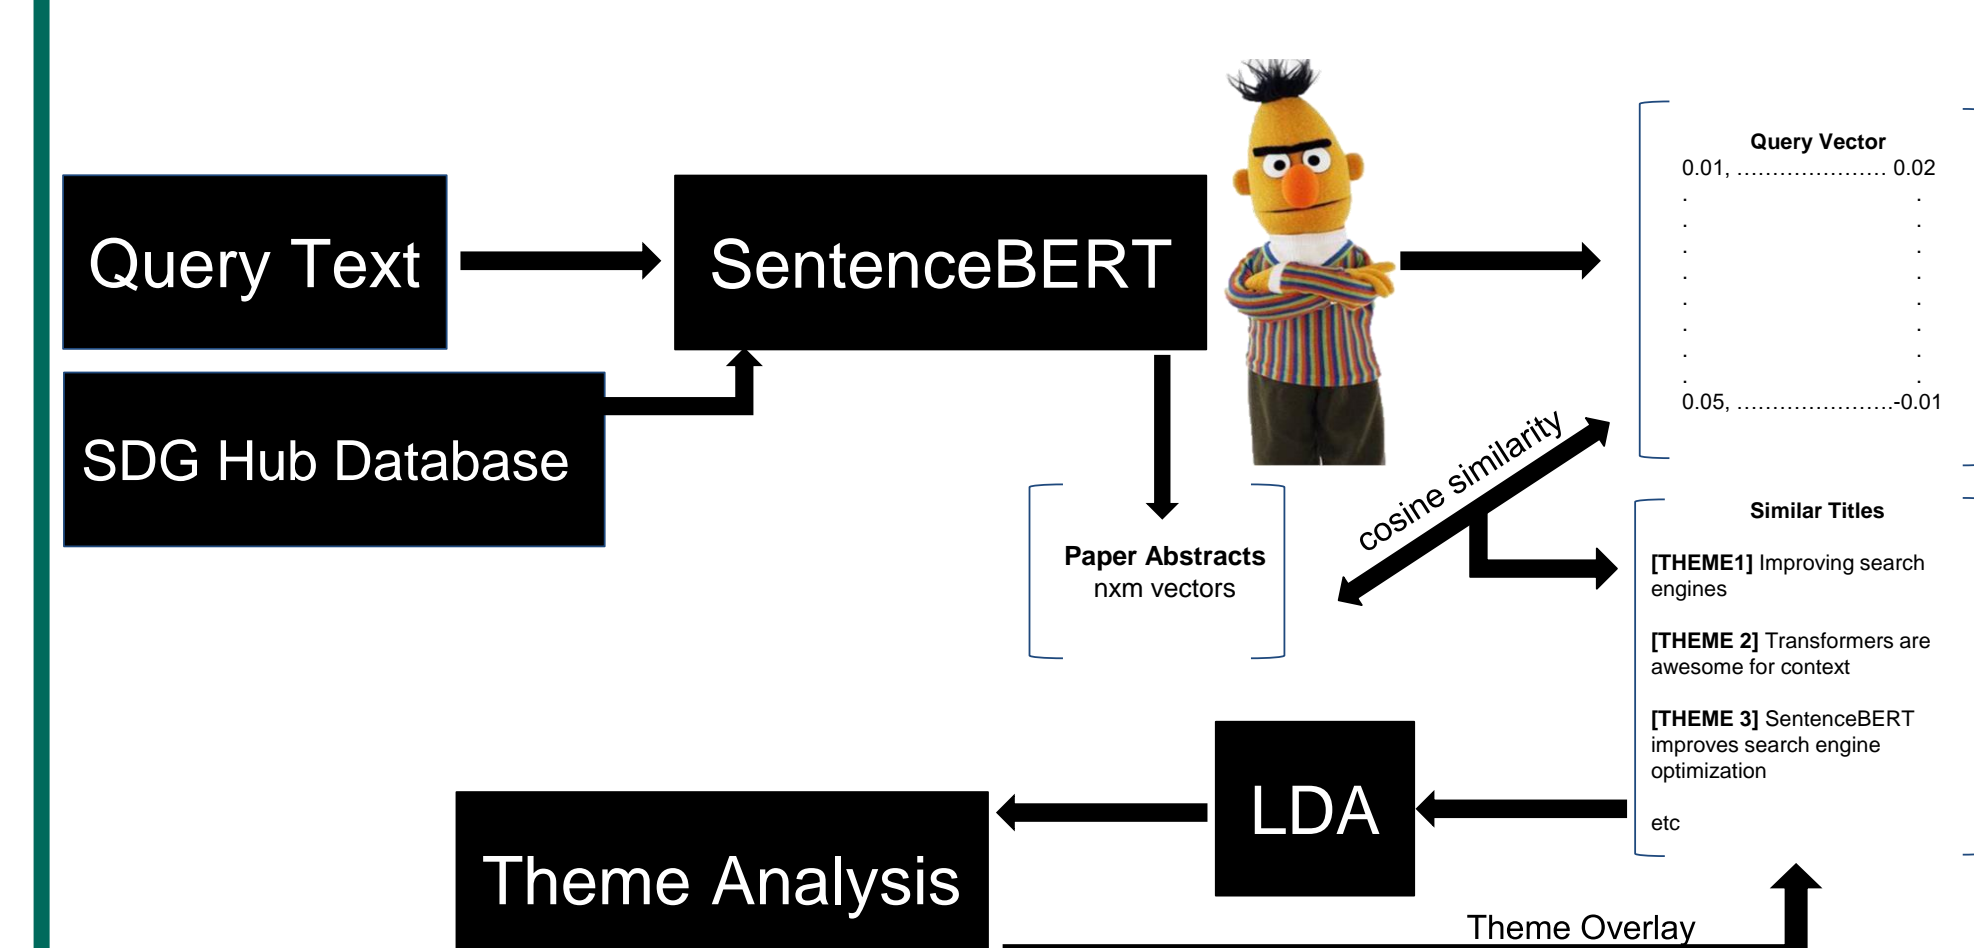 Query Text
SentenceBERT
SDG Hub Database
Query Vector
0.01, ………………… 0.02
. .
. .
. .
. .
. .
. .
. .
. .
0.05, ………………….-0.01
cosine similarity
Paper Abstracts
nxm vectors
Similar Titles
[THEME1] Improving search
engines
[THEME 2] Transformers are
awesome for context
[THEME 3] SentenceBERT
improves search engine
optimization
etc
LDA
Theme Analysis
Theme Overlay